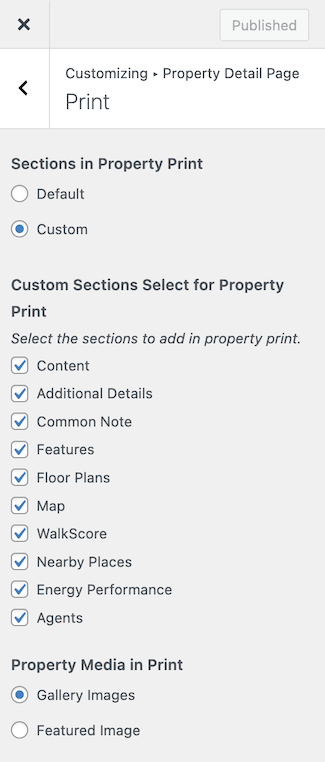 Published
Customizing ▸ Property Detail Page
Print
Sections in Property Print
Default
Custom
Custom Sections Select for Property
Print
Select the sections to add in property print.
Content
Additional Details
Common Note
Features
Floor Plans
Map
WalkScore
Nearby Places
Energy Performance
Agents
Property Media in Print
Gallery Images
Featured Image